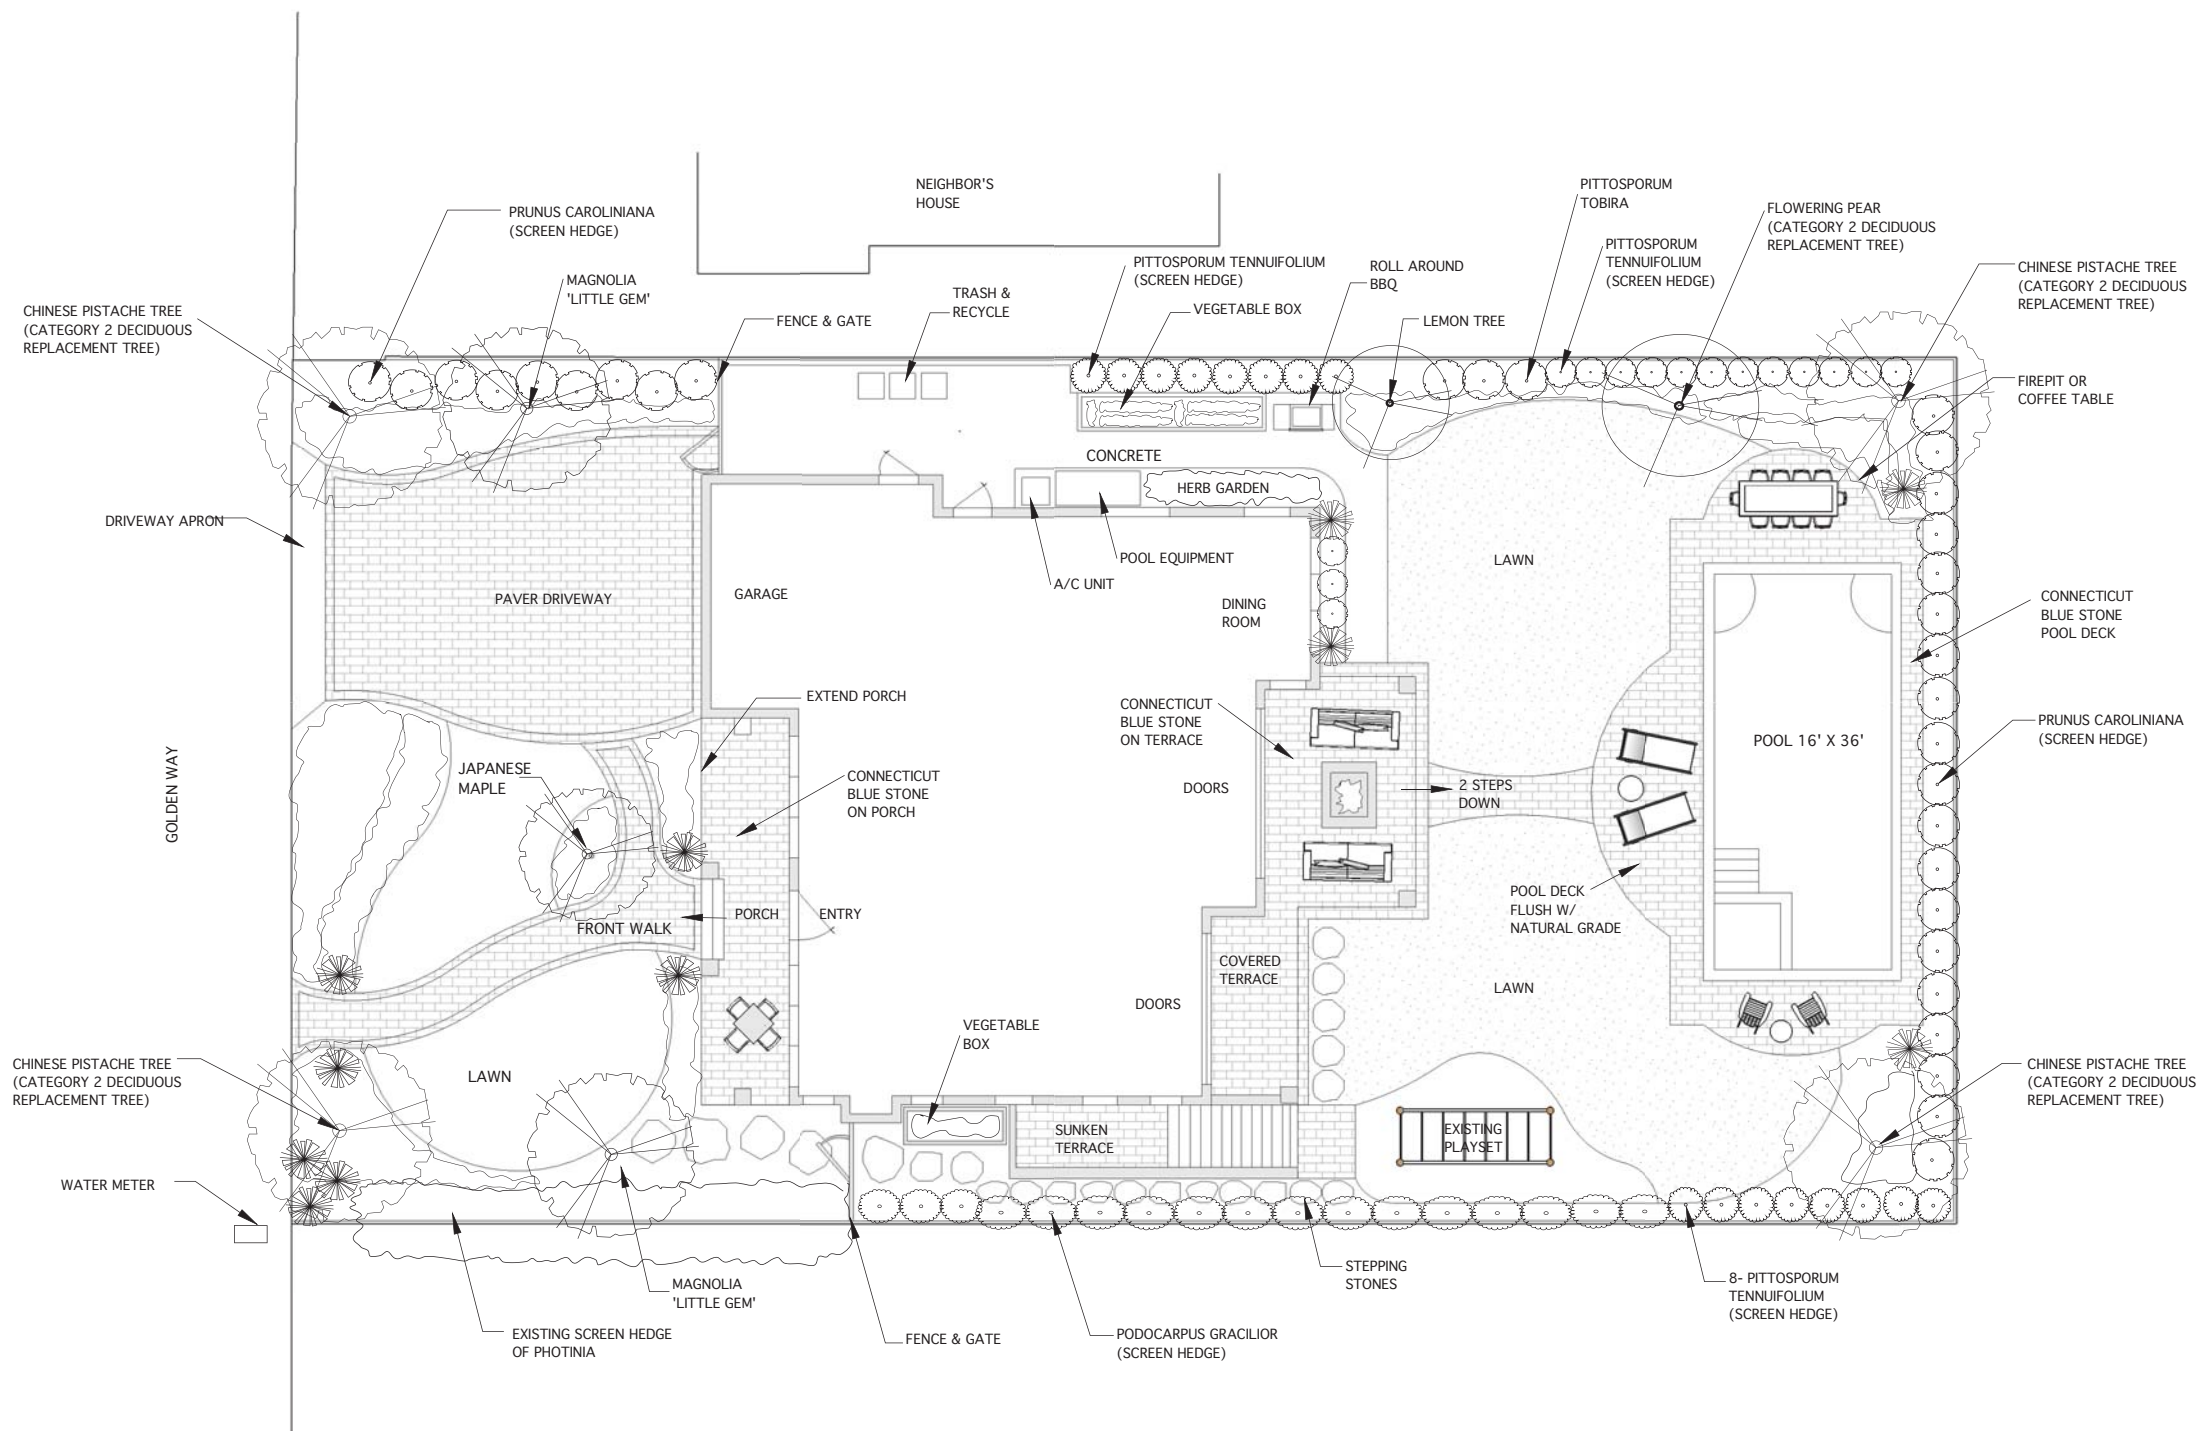 NEIGHBOR'S
HOUSE
PRUNUS CAROLINIANA
(SCREEN HEDGE)
MAGNOLIA
'LITTLE GEM'
CHINESE PISTACHE TREE
(CATEGORY 2 DECIDUOUS
REPLACEMENT TREE)
FENCE & GATE
TRASH &
RECYCLE
PITTOSPORUM TENNUIFOLIUM
(SCREEN HEDGE)
VEGETABLE BOX
ROLL AROUND
BBQ
LEMON TREE
PITTOSPORUM
TOBIRA
PITTOSPORUM
TENNUIFOLIUM
(SCREEN HEDGE)
FLOWERING PEAR
(CATEGORY 2 DECIDUOUS
REPLACEMENT TREE)
CHINESE PISTACHE TREE
(CATEGORY 2 DECIDUOUS
REPLACEMENT TREE)
FIREPIT OR
COFFEE TABLE
CONCRETE
HERB GARDEN
DRIVEWAY APRON
POOL EQUIPMENT
A/C UNIT
LAWN
PAVER DRIVEWAY
GARAGE
DINING
ROOM
CONNECTICUT
BLUE STONE
POOL DECK
EXTEND PORCH
CONNECTICUT
BLUE STONE
ON TERRACE
PRUNUS CAROLINIANA
(SCREEN HEDGE)
POOL 16' X 36'
GOLDEN WAY
JAPANESE
MAPLE
CONNECTICUT
BLUE STONE
ON PORCH
DOORS
2 STEPS
DOWN
POOL DECK
FLUSH W/
NATURAL GRADE
PORCH
ENTRY
FRONT WALK
COVERED
TERRACE
LAWN
DOORS
VEGETABLE
BOX
CHINESE PISTACHE TREE
(CATEGORY 2 DECIDUOUS
REPLACEMENT TREE)
LAWN
SUNKEN
TERRACE
EXISTING
PLAYSET
CHINESE PISTACHE TREE
(CATEGORY 2 DECIDUOUS
REPLACEMENT TREE)
WATER METER
STEPPING
STONES
8- PITTOSPORUM
TENNUIFOLIUM
(SCREEN HEDGE)
MAGNOLIA
'LITTLE GEM'
EXISTING SCREEN HEDGE
OF PHOTINIA
FENCE & GATE
PODOCARPUS GRACILIOR
(SCREEN HEDGE)